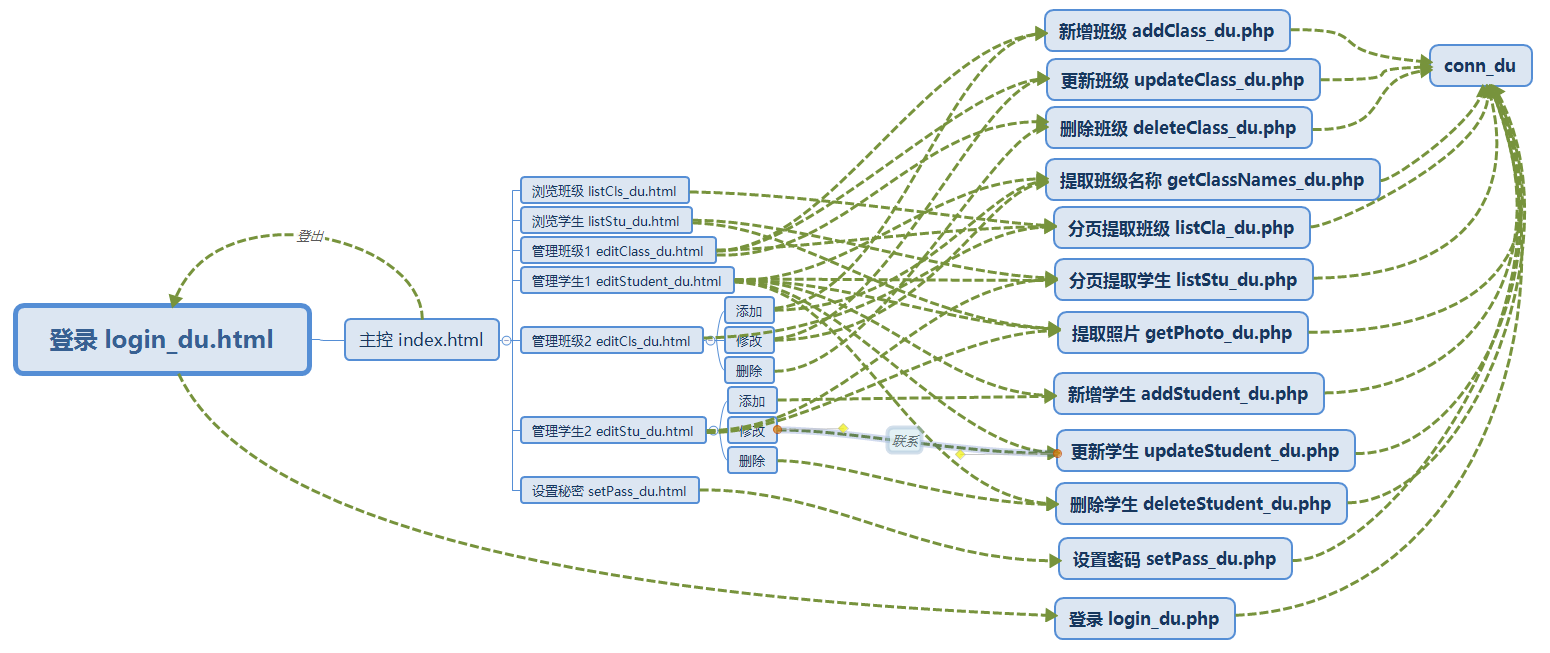 登录 login_du.html
登出
主控 index.html
浏览班级 listCls_du.html
浏览学生 listStu_du.html
管理班级1 editClass_du.html
管理学生1 editStudent_du.html
管理班级2 editCls_du.html
添加
修改
删除
管理学生2 editStu_du.html
添加
修改
删除
联系
设置秘密 setPass_du.html
新增班级 addClass_du.php
更新班级 updateClass_du.php
删除班级 deleteClass_du.php
提取班级名称 getClassNames_du.php
分页提取班级 listCla_du.php
分页提取学生 listStu_du.php
提取照片 getPhoto_du.php
新增学生 addStudent_du.php
更新学生 updateStudent_du.php
删除学生 deleteStudent_du.php
设置密码 setPass_du.php
登录 login_du.php
conn_du